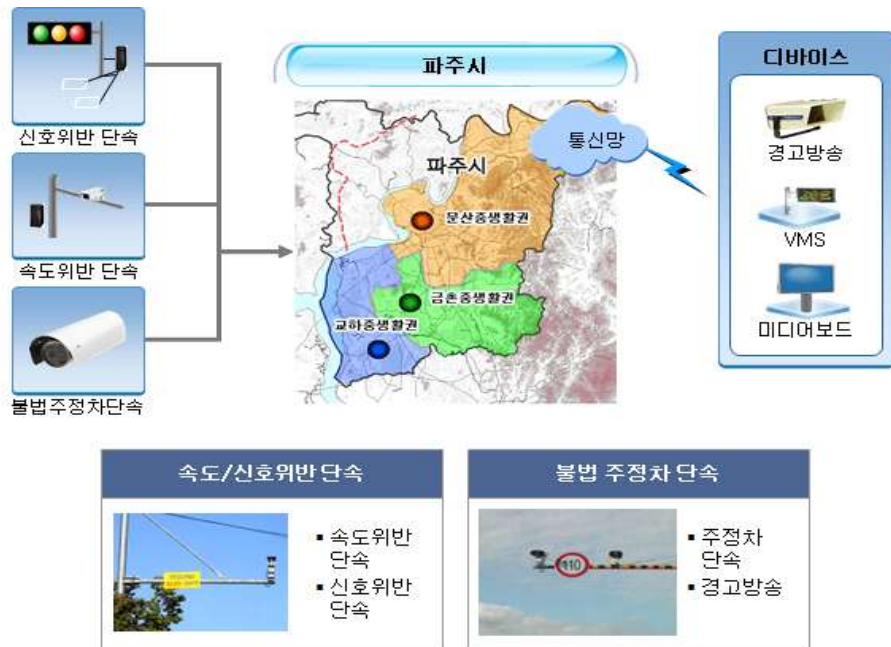 파주시
디바이스
신호위반 단속
속도위반 단속
불법주정차단속
파주시
통신망
문산중생활권
금촌중생활권
교하중생활권
경고방송
VMS
미디어보드
속도/신호위반 단속
▪ 속도위반
단속
▪ 신호위반
단속
불법 주정차 단속
110
▪ 주정차
단속
▪ 경고방송